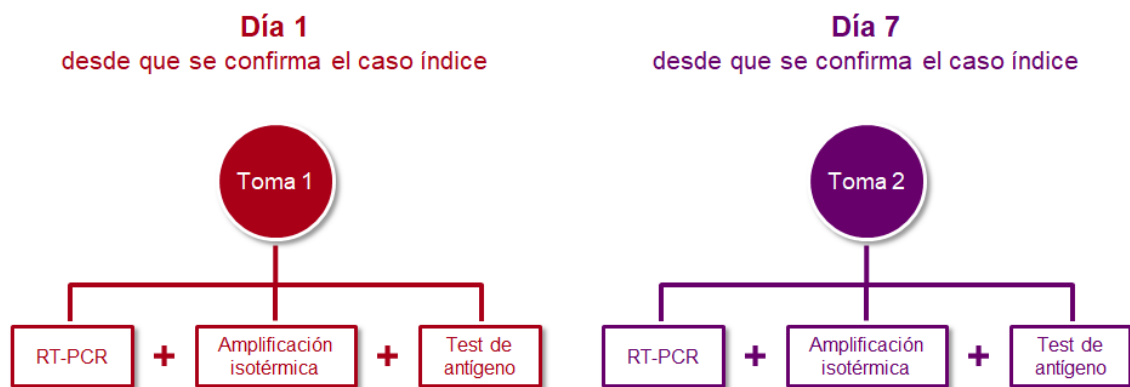 Día 1
desde que se confirma el caso índice
Toma 1
RT-PCR
+
Amplificación
isotérmica
+
Test de
antígeno
Día 7
desde que se confirma el caso índice
Toma 2
RT-PCR
+
Amplificación
isotérmica
+
Test de
antígeno